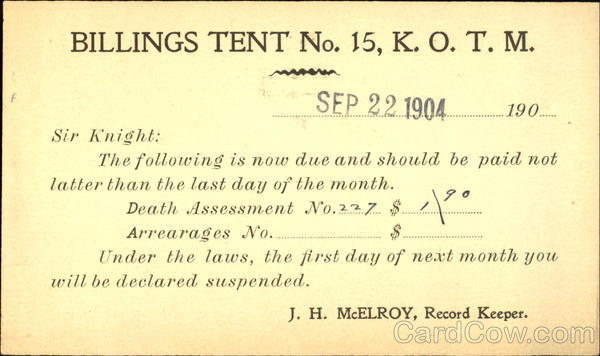 BILLINGS TENT No. 15, K. O. T. M.
SEP 22 1904 190
Sir Knight:
The following is now due and should be paid not
latter than the last day of the month.
Death Assessment No. 227 $ 1 90
Arrearages No. $
Under the laws, the first day of next month you
will be declared suspended.
J. H. McELROY, Record Keeper.
CardCow.com